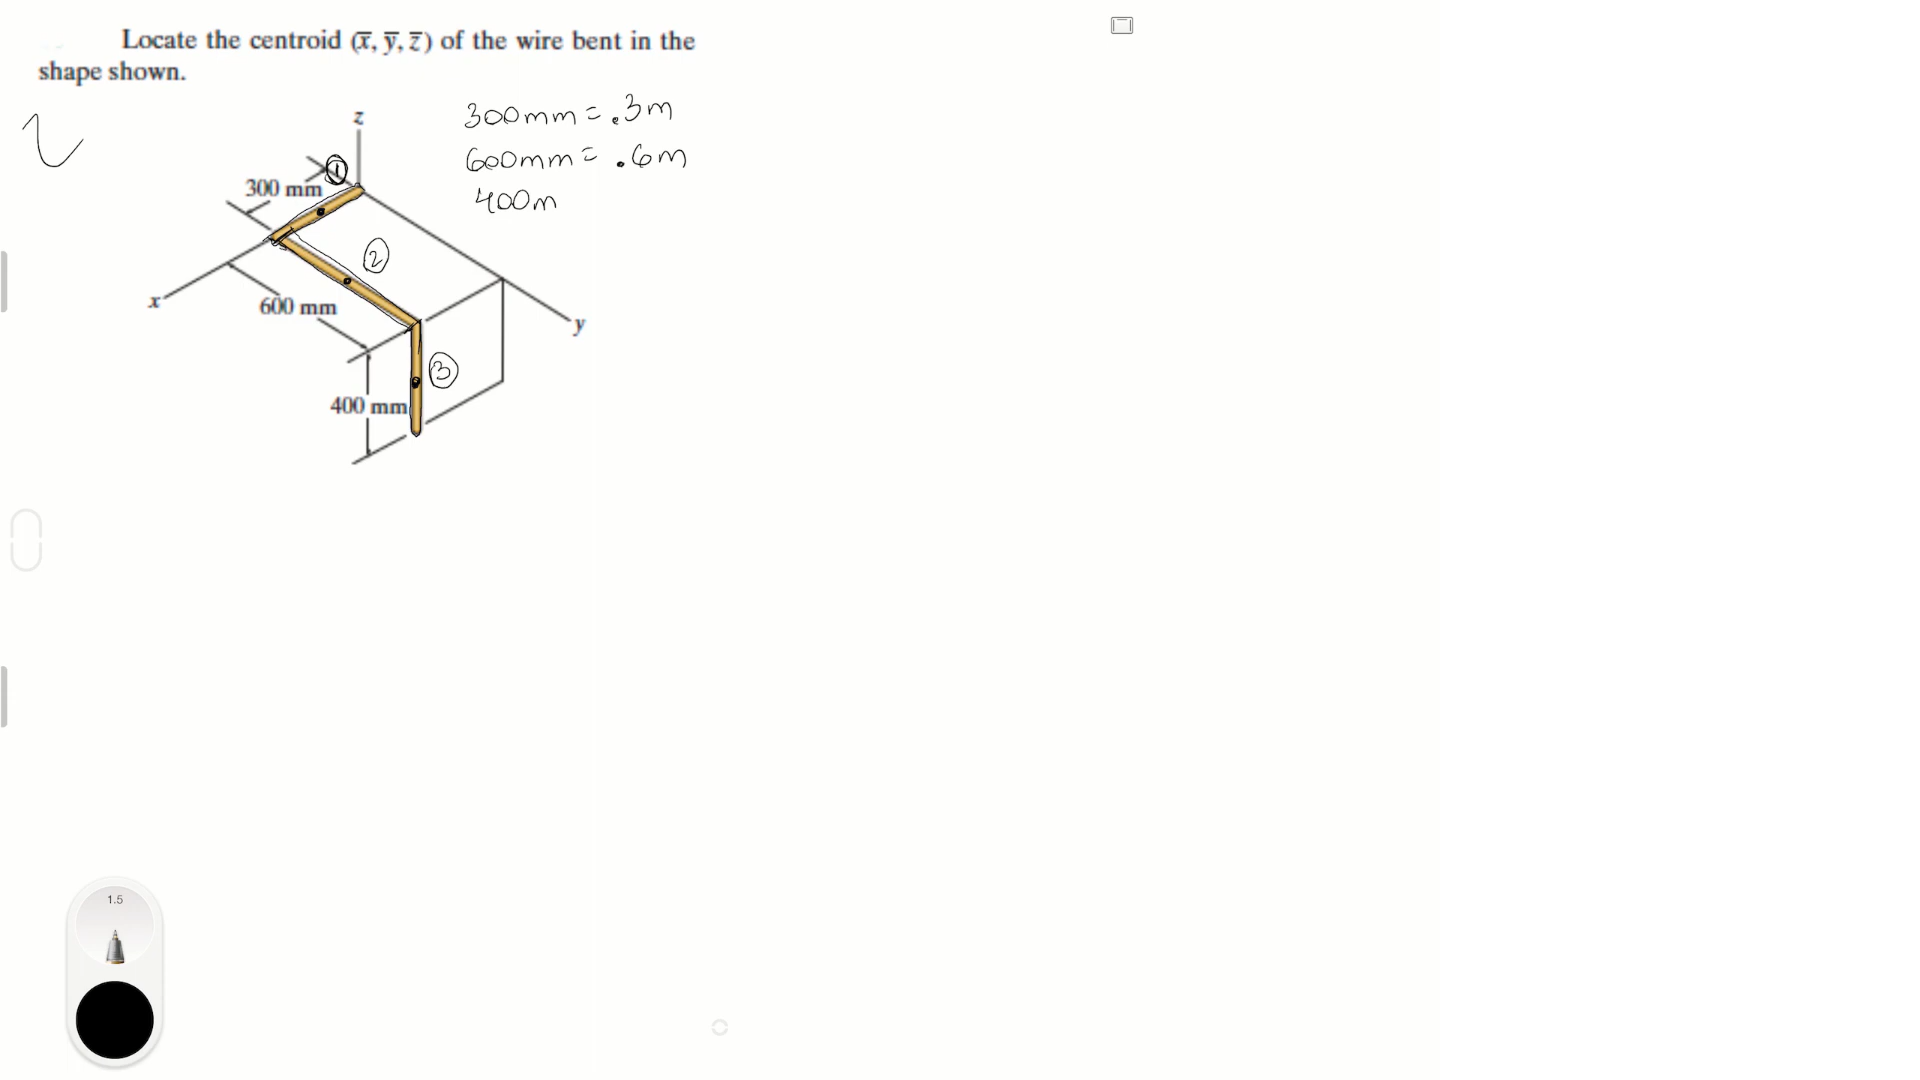 Locate the centroid (x̅, y̅, z̅) of the wire bent in the
shape shown.
300mm = .3m
600mm = .6m
400m
z
①
300 mm
②
x
600 mm
y
③
400 mm
1.5